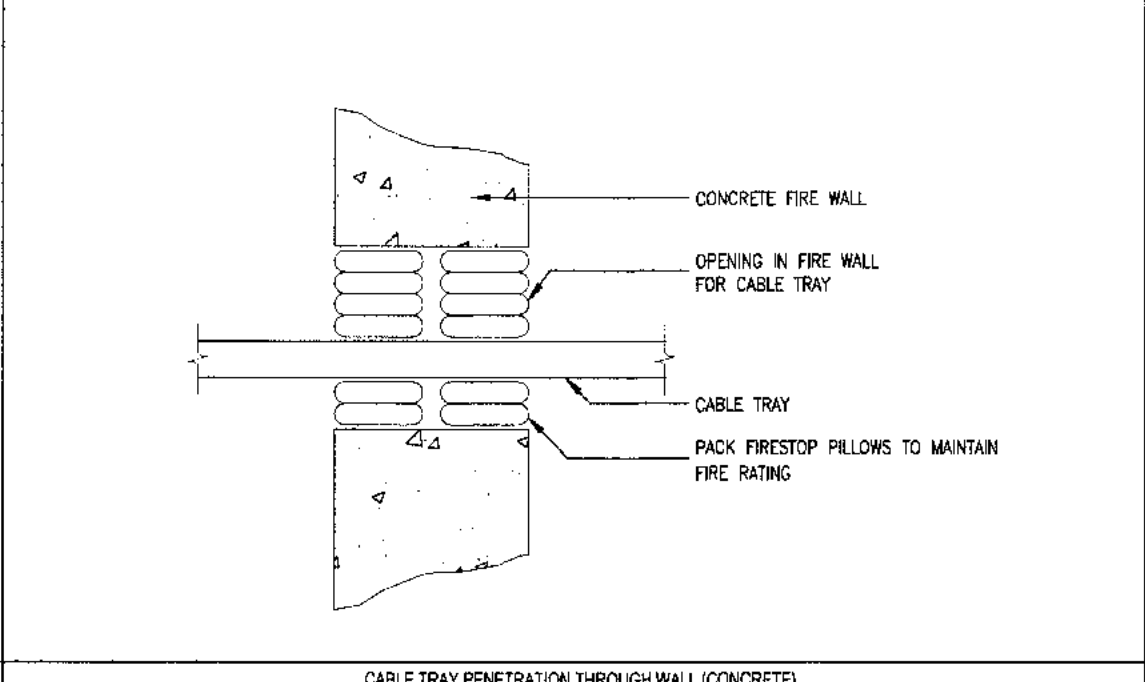 CONCRETE FIRE WALL
OPENING IN FIRE WALL
FOR CABLE TRAY
CABLE TRAY
PACK FIRESTOP PILLOWS TO MAINTAIN
FIRE RATING
CABLE TRAY PENETRATION THROUGH WALL (CONCRETE)